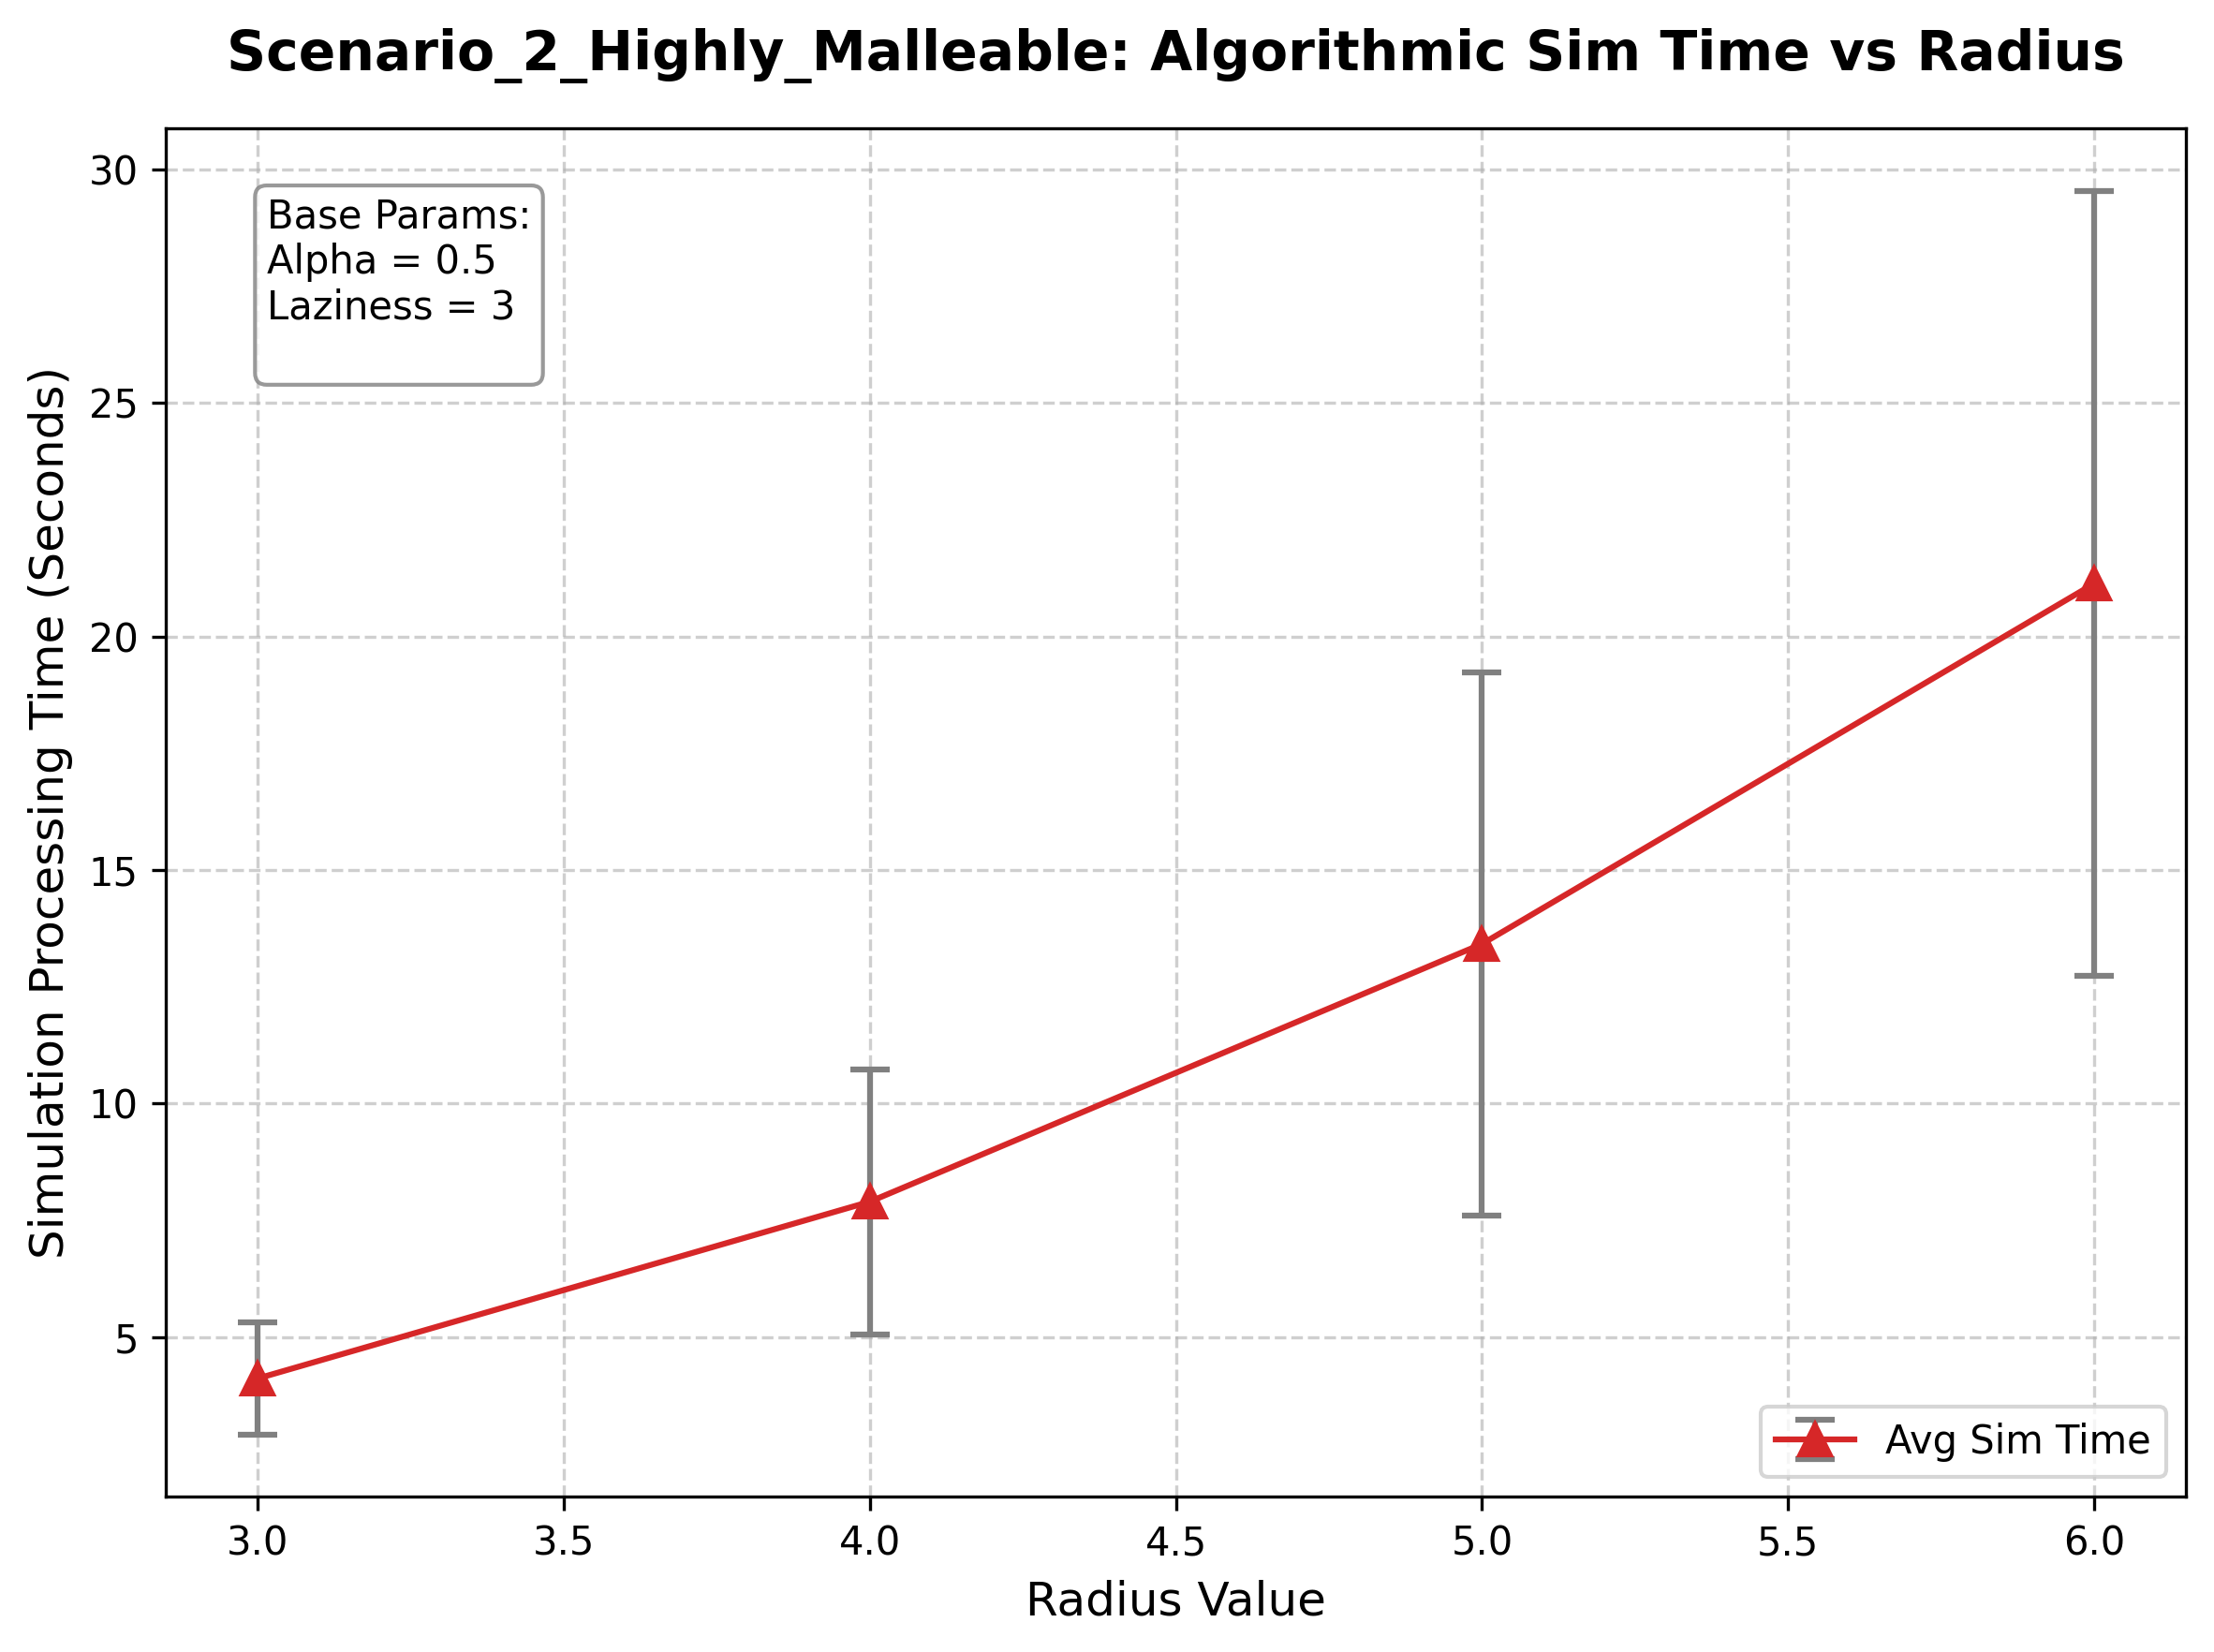 Scenario_2_Highly_Malleable: Algorithmic Sim Time vs Radius
Simulation Processing Time (Seconds)
30
25
20
15
10
5
Base Params:
Alpha = 0.5
Laziness = 3
Avg Sim Time
3.0 3.5 4.0 4.5 5.0 5.5 6.0
Radius Value